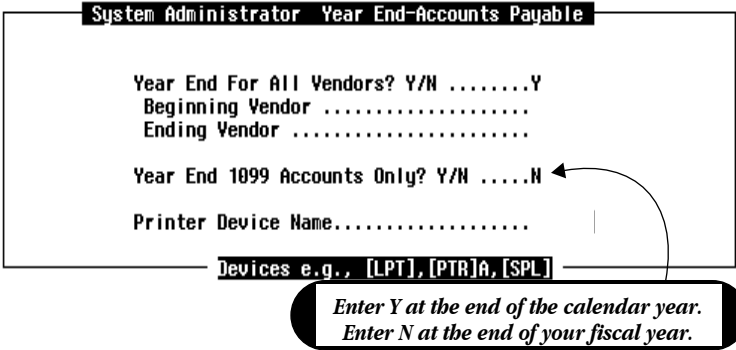 System Administrator  Year End-Accounts Payable
Year End For All Vendors? Y/N ........Y
Beginning Vendor ....................
Ending Vendor .......................
Year End 1099 Accounts Only? Y/N .....N
Printer Device Name...................
Devices e.g., [LPT],[PTR]A,[SPL]
Enter Y at the end of the calendar year.
Enter N at the end of your fiscal year.